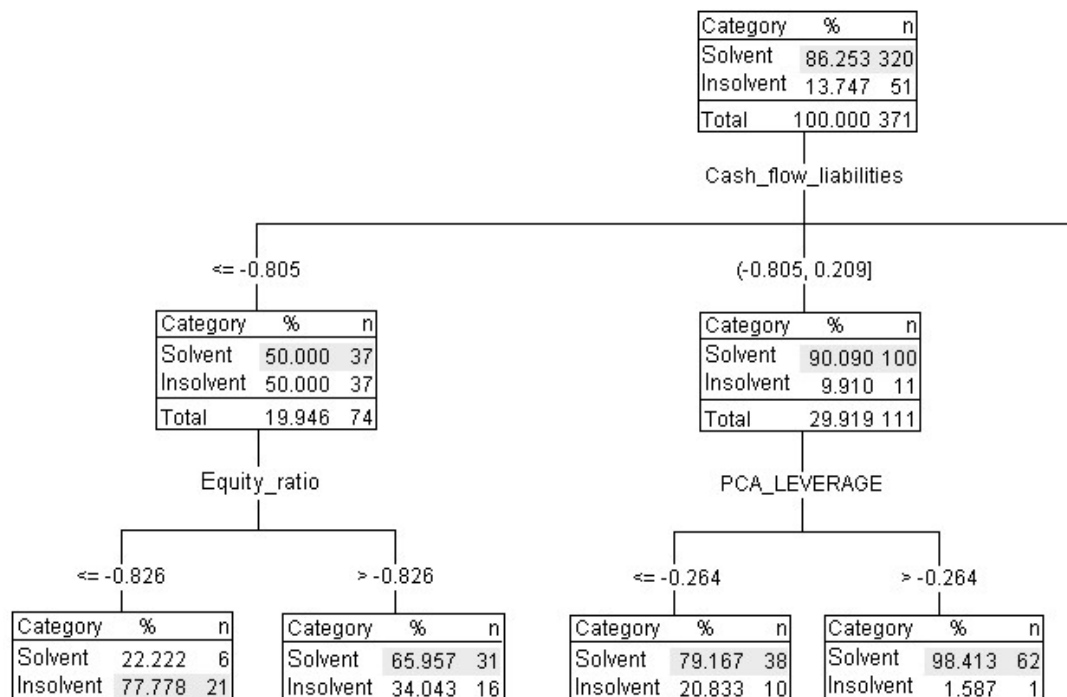 Category % n
Solvent 86.253 320
Insolvent 13.747 51
Total 100.000 371
Cash_flow_liabilities
<= -0.805
(-0.805, 0.209]
Category % n
Solvent 50.000 37
Insolvent 50.000 37
Total 19.946 74
Category % n
Solvent 90.090 100
Insolvent 9.910 11
Total 29.919 111
Equity_ratio
PCA_LEVERAGE
<= -0.826
> -0.826
<= -0.264
> -0.264
Category % n
Solvent 22.222 6
Insolvent 77.778 21
Category % n
Solvent 65.957 31
Insolvent 34.043 16
Category % n
Solvent 79.167 38
Insolvent 20.833 10
Category % n
Solvent 98.413 62
Insolvent 1.587 1